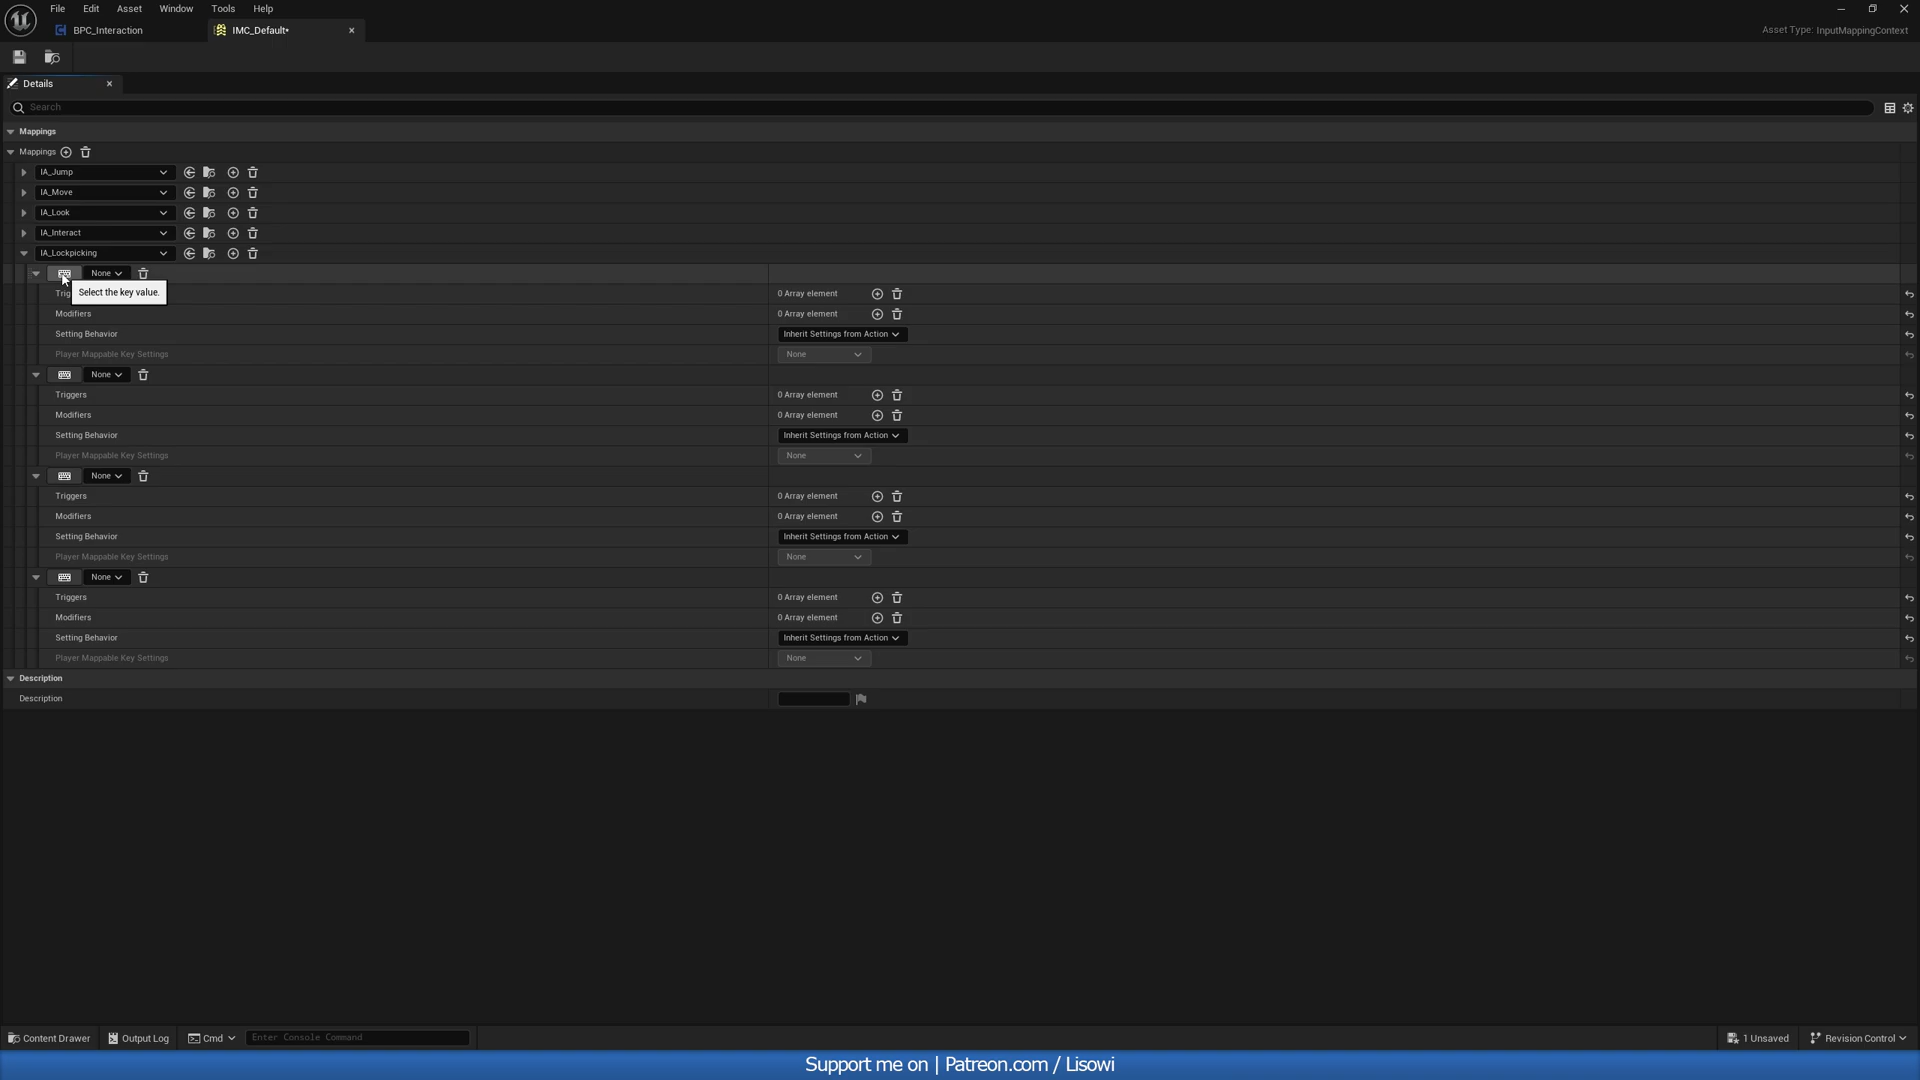 File Edit Asset Window Tools Help
BPC_Interaction IMC_Default* Asset Type: InputMappingContext
Details
Search
Mappings
Mappings
IA_Jump
IA_Move
IA_Look
IA_Interact
IA_Lockpicking
None
Select the key value.
Trig 0 Array element
Modifiers 0 Array element
Setting Behavior Inherit Settings from Action
Player Mappable Key Settings None
None
Triggers 0 Array element
Modifiers 0 Array element
Setting Behavior Inherit Settings from Action
Player Mappable Key Settings None
None
Triggers 0 Array element
Modifiers 0 Array element
Setting Behavior Inherit Settings from Action
Player Mappable Key Settings None
None
Triggers 0 Array element
Modifiers 0 Array element
Setting Behavior Inherit Settings from Action
Player Mappable Key Settings None
Description
Description
Content Drawer Output Log Cmd Enter Console Command 1 Unsaved Revision Control
Support me on | Patreon.com / Lisowi